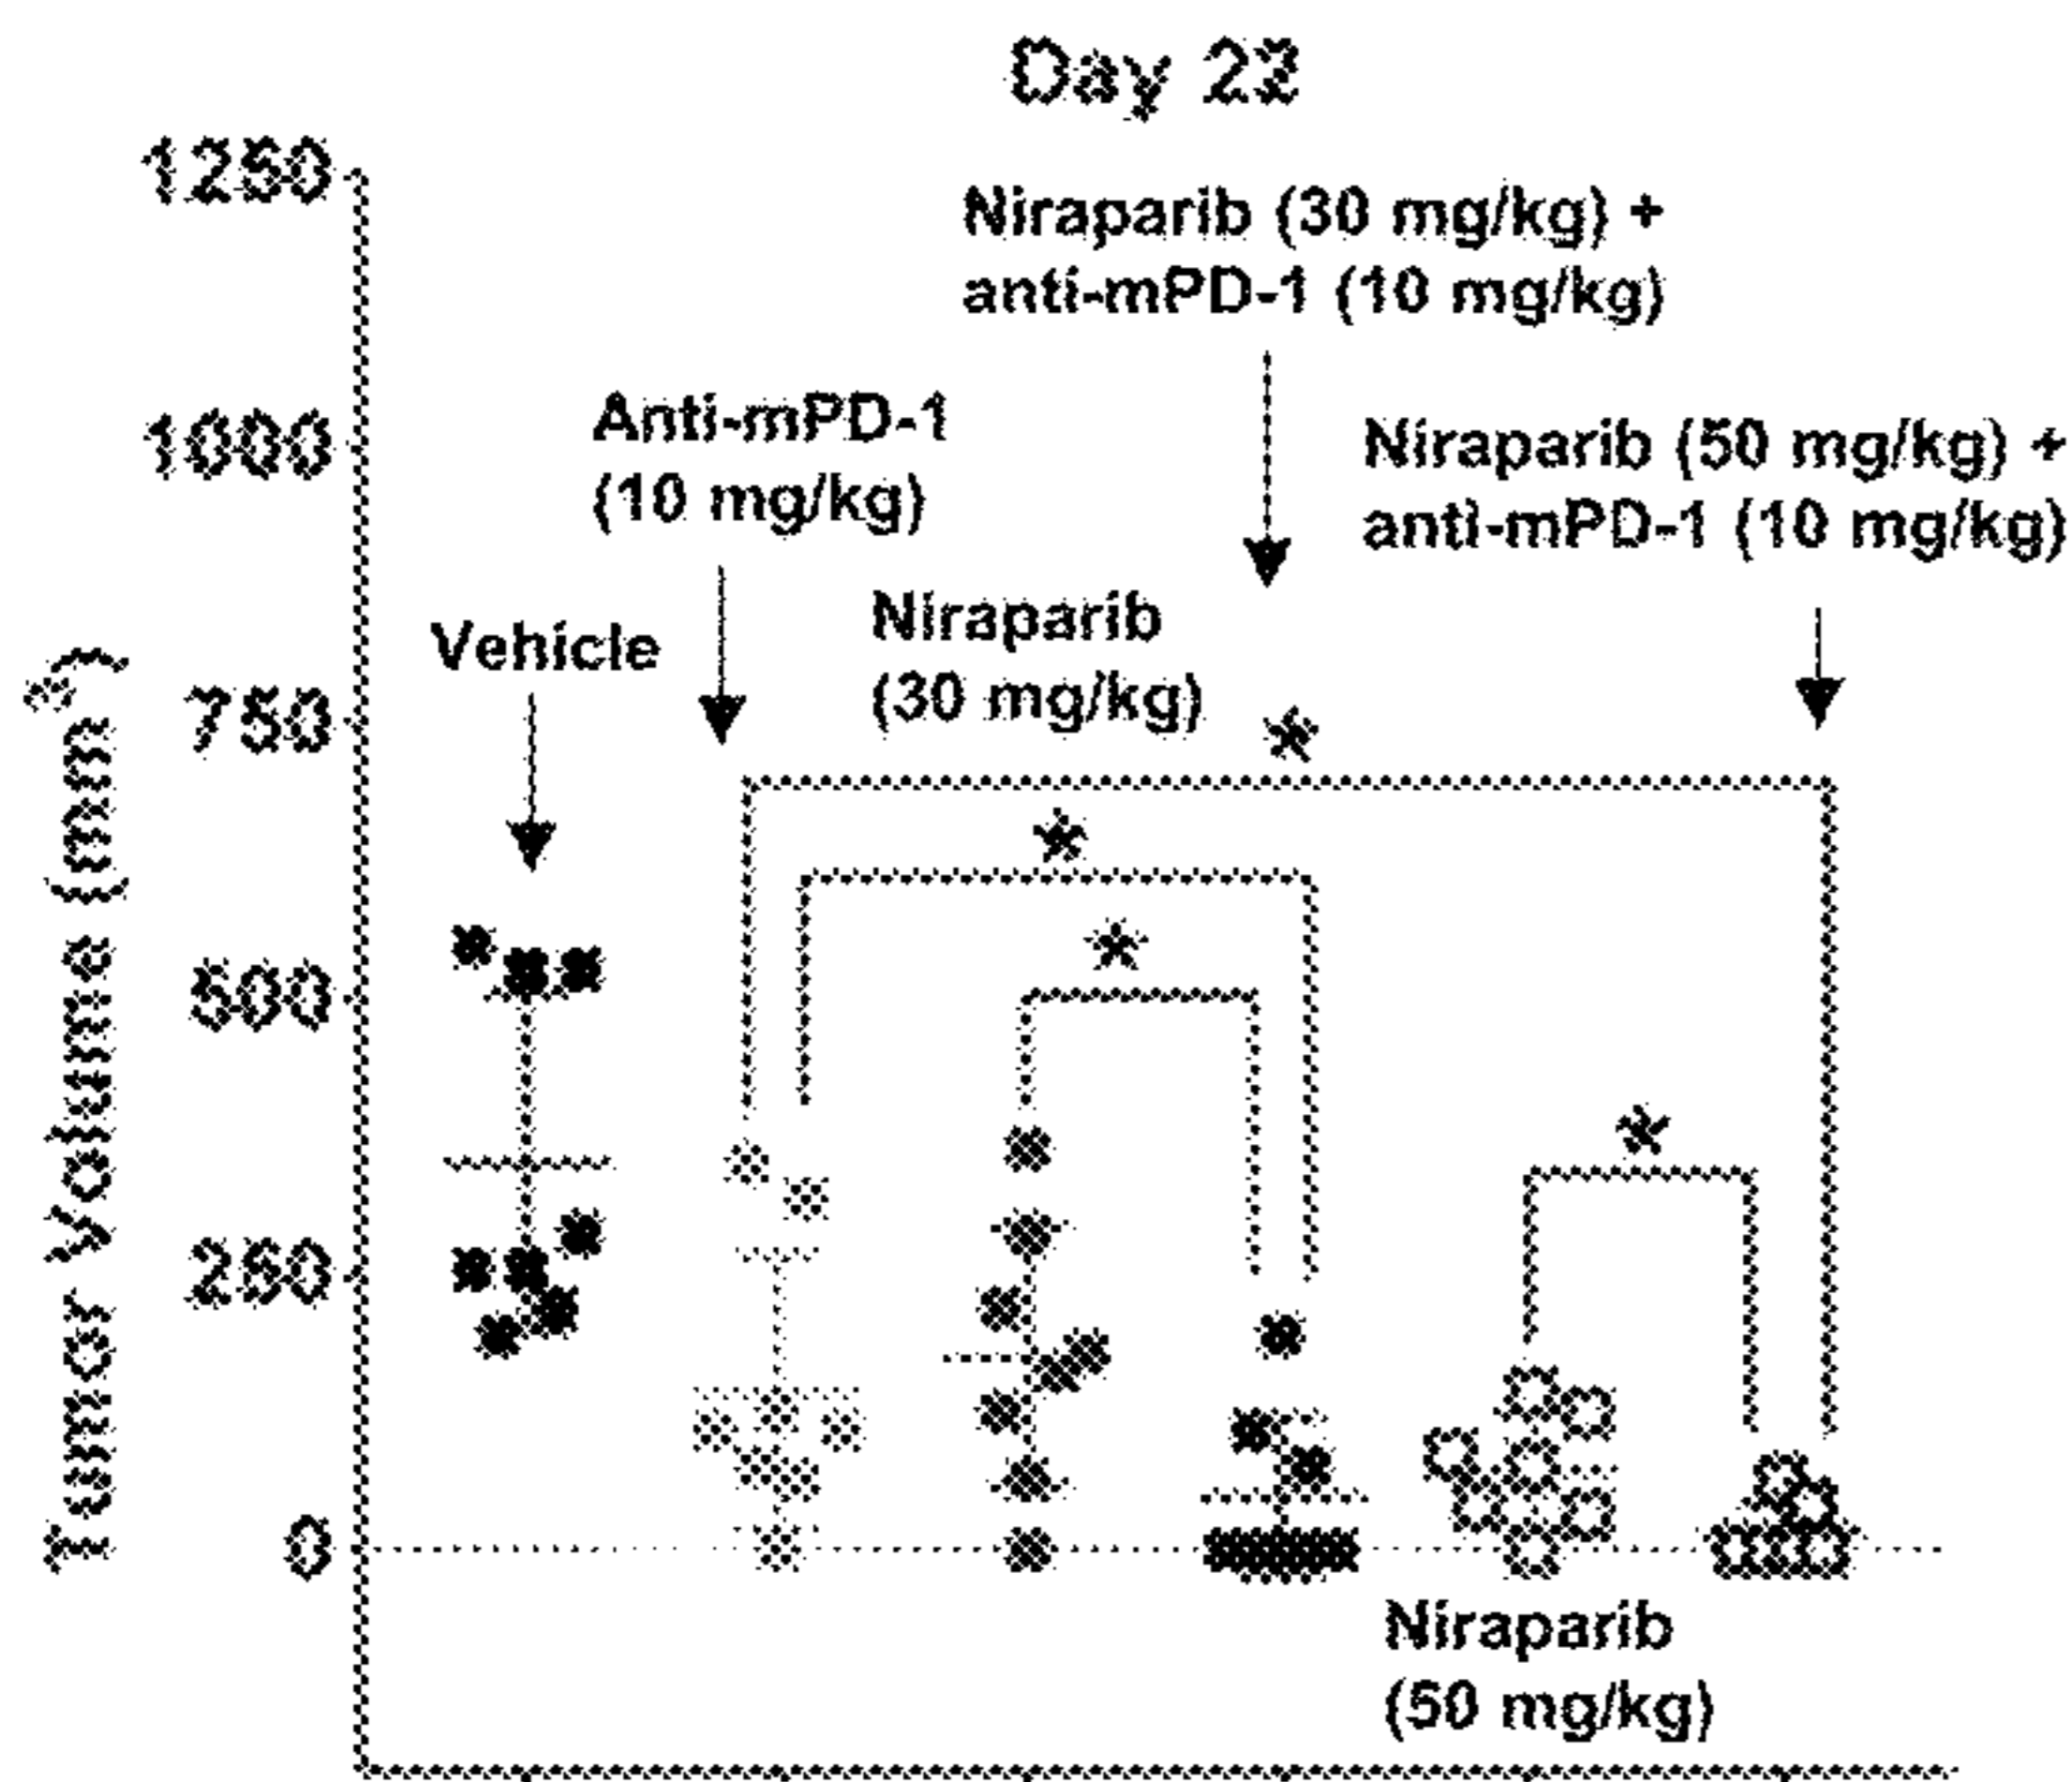 Day 22
1250
1000
750
500
250
0
Tumor Volume (mm³)
Niraparib (30 mg/kg) +
anti-mPD-1 (10 mg/kg)
Anti-mPD-1
(10 mg/kg)
Niraparib (50 mg/kg) +
anti-mPD-1 (10 mg/kg)
Vehicle
Niraparib
(30 mg/kg)
*
*
*
*
Niraparib
(50 mg/kg)